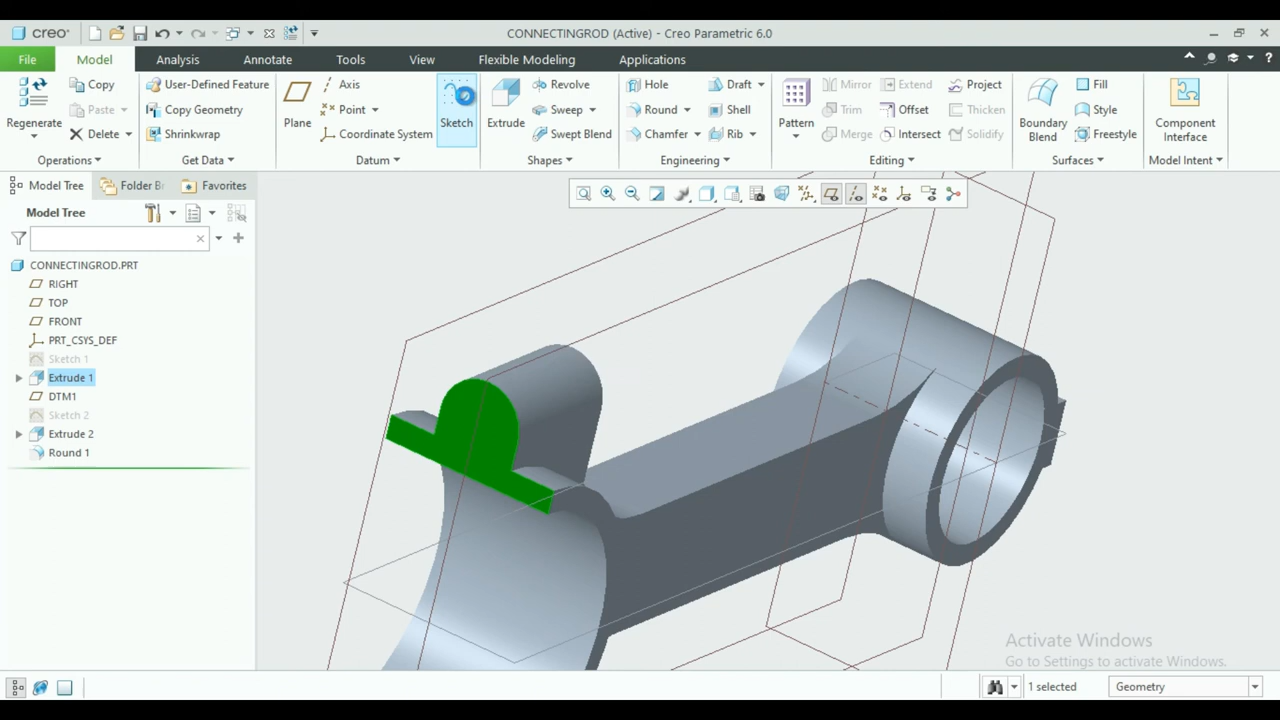 creo CONNECTINGROD (Active) - Creo Parametric 6.0
File Model Analysis Annotate Tools View Flexible Modeling Applications
Copy User-Defined Feature Axis Revolve Hole Draft Mirror Extend Project Fill
Paste Copy Geometry Point Sweep Round Shell Trim Offset Thicken Style
Regenerate Delete Shrinkwrap Plane Coordinate System Sketch Extrude Swept Blend Chamfer Rib Pattern Merge Intersect Solidify Boundary Blend Freestyle Component Interface
Operations Get Data Datum Shapes Engineering Editing Surfaces Model Intent
Model Tree Folder Br Favorites
Model Tree
CONNECTINGROD.PRT
RIGHT
TOP
FRONT
PRT_CSYS_DEF
Sketch 1
Extrude 1
DTM1
Sketch 2
Extrude 2
Round 1
Activate Windows
Go to Settings to activate Windows.
1 selected Geometry